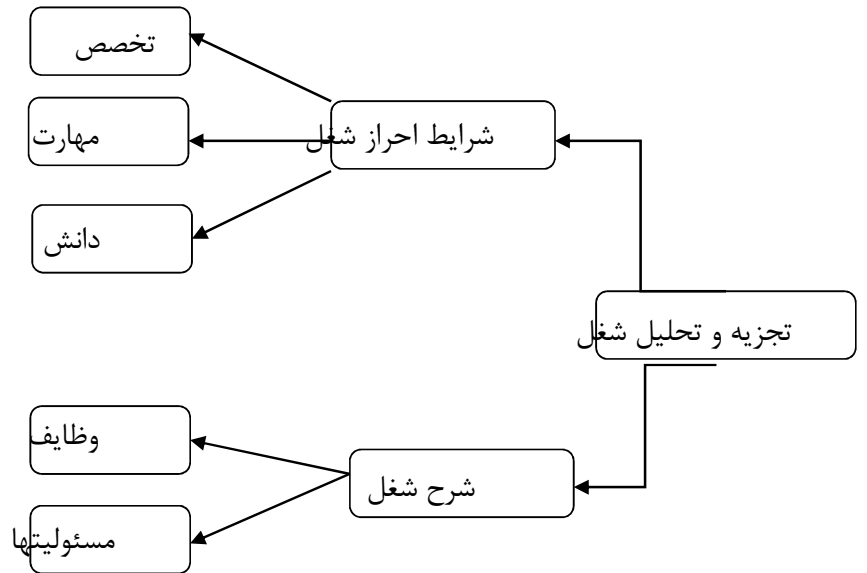 تخصص
شرایط احراز شغل
مهارت
دانش
تجزیه و تحلیل شغل
وظایف
شرح شغل
مسئولیتها